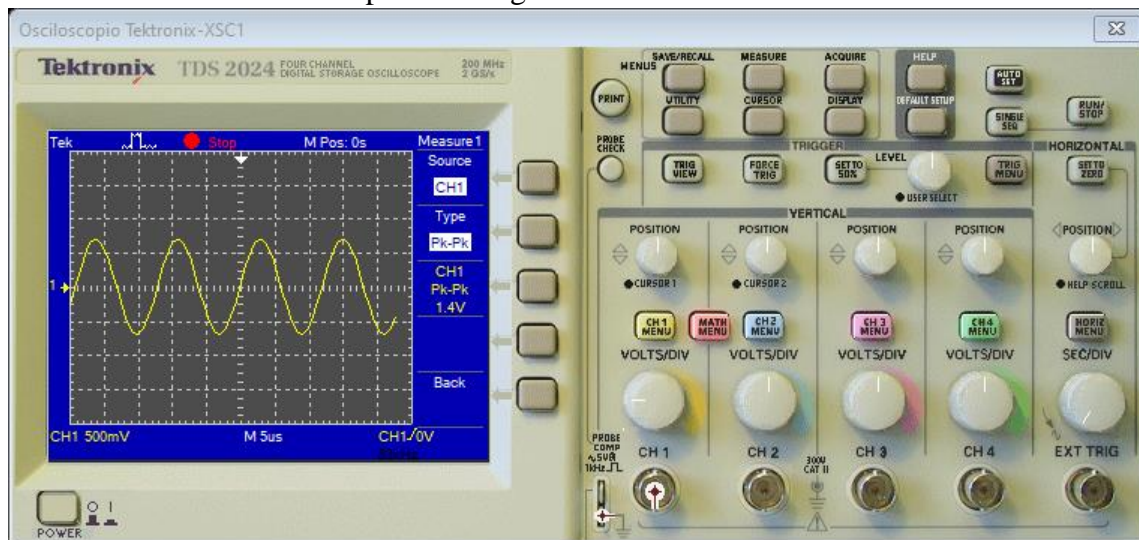 Osciloscopio Tektronix-XSC1
Tektronix TDS 2024 FOUR CHANNEL DIGITAL STORAGE OSCILLOSCOPE 200 MHz 2 GS/s
Tek Stop M Pos: 0s Measure1
Source
CH1
Type
Pk-Pk
CH1
Pk-Pk
1.4V
Back
1
CH1 500mV M 5us CH1 0V
POWER
MENUS
SAVE/RECALL MEASURE ACQUIRE
UTILITY CURSOR DISPLAY
HELP
DEFAULT SETUP
AUTO SET
SINGLE SEQ
RUN/STOP
PRINT
PROBE CHECK
TRIGGER
TRIG VIEW
FORCE TRIG
SET TO 50%
LEVEL
USER SELECT
TRIG MENU
HORIZONTAL
SET TO ZERO
VERTICAL
POSITION POSITION POSITION POSITION POSITION
CURSOR 1 CURSOR 2 HELP SCROLL
CH 1 MENU
MATH MENU
CH 2 MENU
CH 3 MENU
CH 4 MENU
HORIZ MENU
VOLTS/DIV VOLTS/DIV VOLTS/DIV VOLTS/DIV SEC/DIV
PROBE COMP
~5V@
1kHz
CH 1 CH 2 CH 3 CH 4 EXT TRIG
300V
CAT II